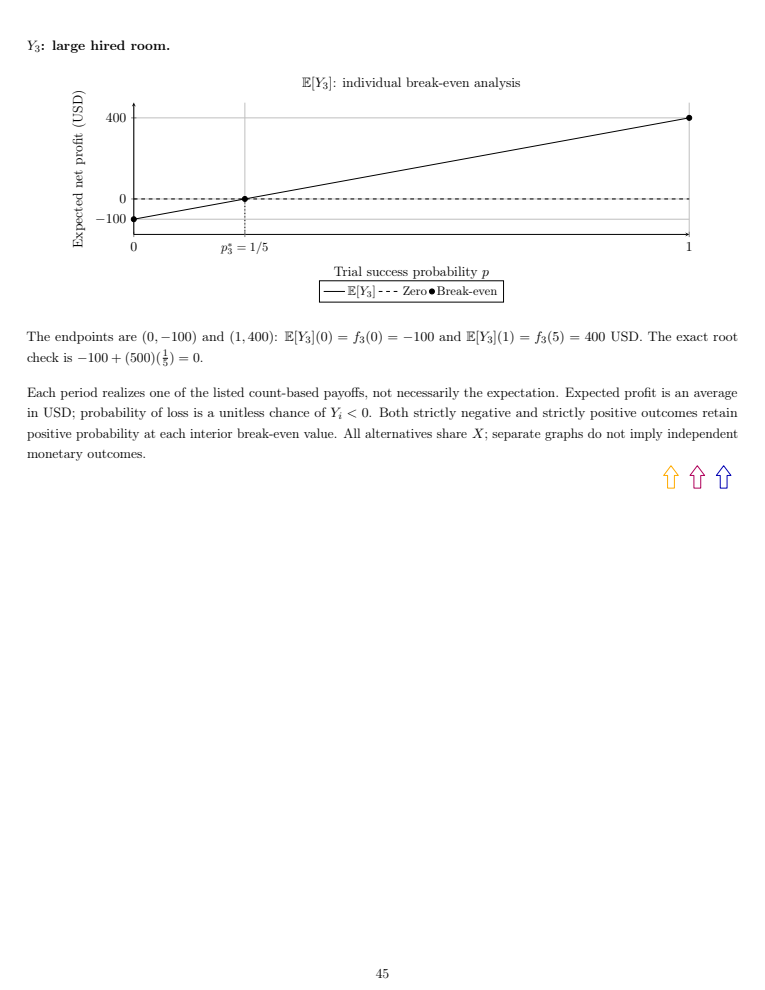 Y₃: large hired room.
𝔼[Y₃]: individual break-even analysis
Expected net profit (USD)
400
0
−100
0
p₃* = 1/5
1
Trial success probability p
𝔼[Y₃] Zero Break-even
The endpoints are (0, −100) and (1, 400): 𝔼[Y₃](0) = f₃(0) = −100 and 𝔼[Y₃](1) = f₃(5) = 400 USD. The exact root
check is −100 + (500)(1/5) = 0.
Each period realizes one of the listed count-based payoffs, not necessarily the expectation. Expected profit is an average
in USD; probability of loss is a unitless chance of Yᵢ < 0. Both strictly negative and strictly positive outcomes retain
positive probability at each interior break-even value. All alternatives share X; separate graphs do not imply independent
monetary outcomes.
45